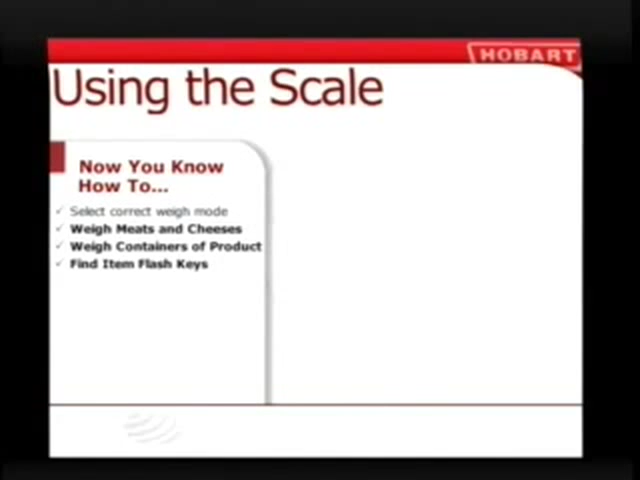 HOBART
Using the Scale
Now You Know
How To...
✓ Select correct weigh mode
✓ Weigh Meats and Cheeses
✓ Weigh Containers of Product
✓ Find Item Flash Keys